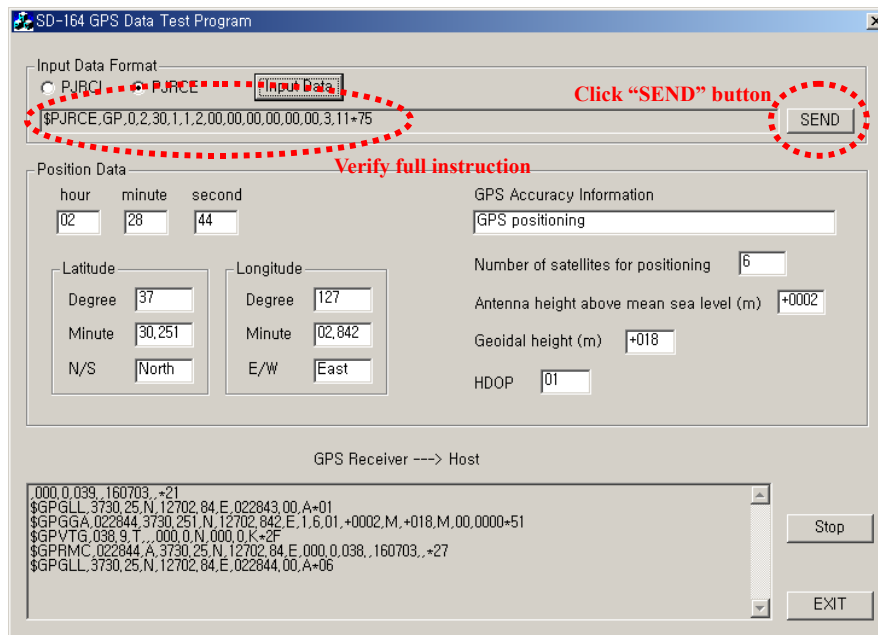 SD-164 GPS Data Test Program
Input Data Format
PJRCI PJRCE Input Data
Click “SEND” button
$PJRCE,GP,0,2,30,1,1,2,00,00,00,00,00,00,3,11*75
SEND
Verify full instruction
Position Data
hour minute second
02 28 44
GPS Accuracy Information
GPS positioning
Latitude
Degree 37
Minute 30,251
N/S North
Longitude
Degree 127
Minute 02,842
E/W East
Number of satellites for positioning 6
Antenna height above mean sea level (m) +0002
Geoidal height (m) +018
HDOP 01
GPS Receiver ---> Host
,000,0,039,,160703,,*21
$GPGLL,3730,25,N,12702,84,E,022843,00,A*01
$GPGGA,022844,3730,251,N,12702,842,E,1,6,01,+0002,M,+018,M,00,0000*51
$GPVTG,038,9,T,,,000,0,N,000,0,K*2F
$GPRMC,022844,A,3730,25,N,12702,84,E,000,0,038,,160703,,*27
$GPGLL,3730,25,N,12702,84,E,022844,00,A*06
Stop
EXIT